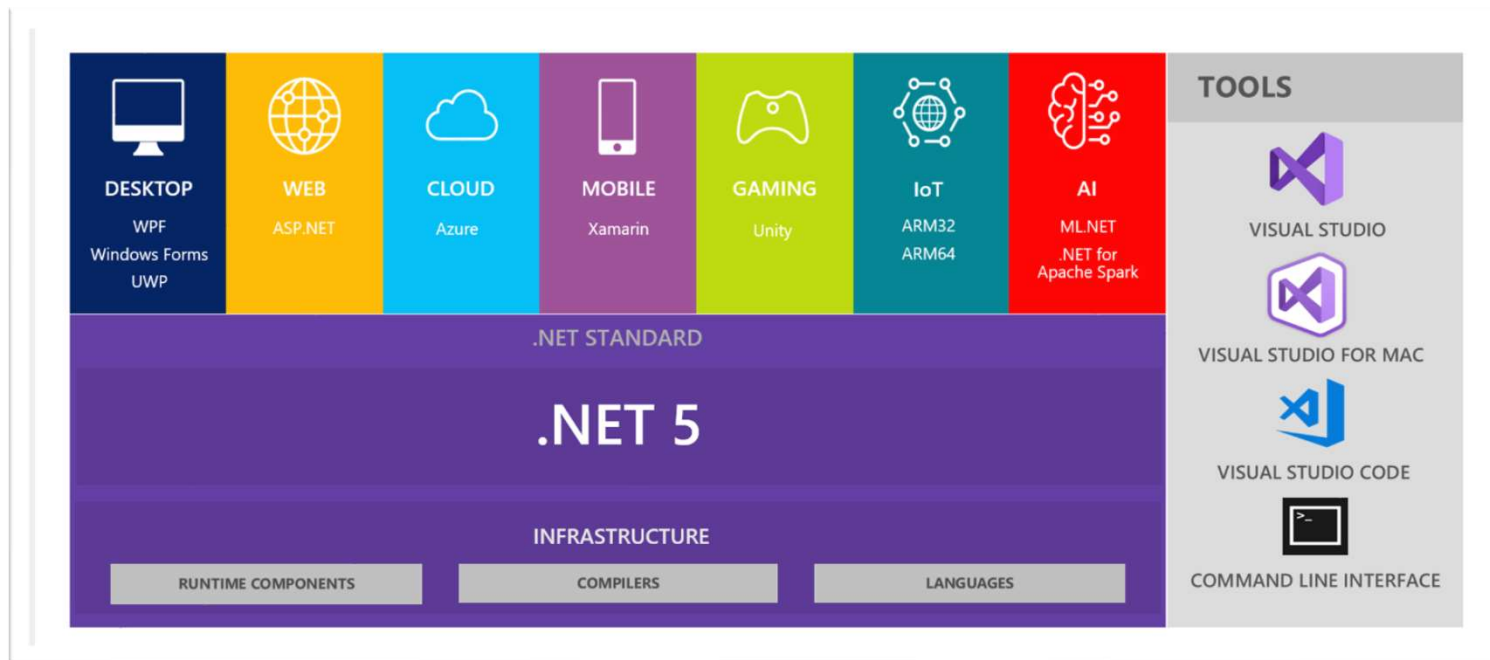 DESKTOP
WPF
Windows Forms
UWP
WEB
ASP.NET
CLOUD
Azure
MOBILE
Xamarin
GAMING
Unity
IoT
ARM32
ARM64
AI
ML.NET
.NET for
Apache Spark
.NET STANDARD
.NET 5
INFRASTRUCTURE
RUNTIME COMPONENTS
COMPILERS
LANGUAGES
TOOLS
VISUAL STUDIO
VISUAL STUDIO FOR MAC
VISUAL STUDIO CODE
>_
COMMAND LINE INTERFACE